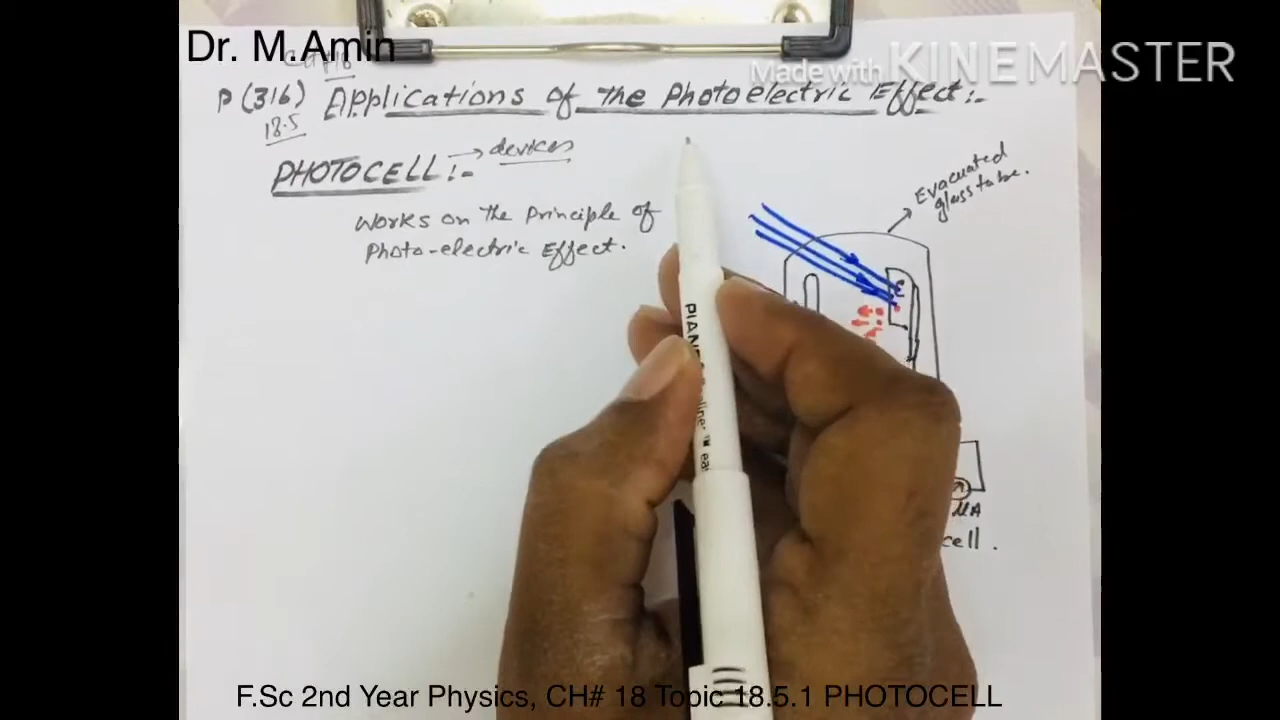 Dr. M.Amin
Made with KINEMASTER
P (316) Applications of the Photoelectric Effect:-
18.5
PHOTOCELL:- → devices
Works on the Principle of
Photo-electric Effect.
Evacuated
glass tube.
C
PIANO
µA
cell.
F.Sc 2nd Year Physics, CH# 18 Topic 18.5.1 PHOTOCELL